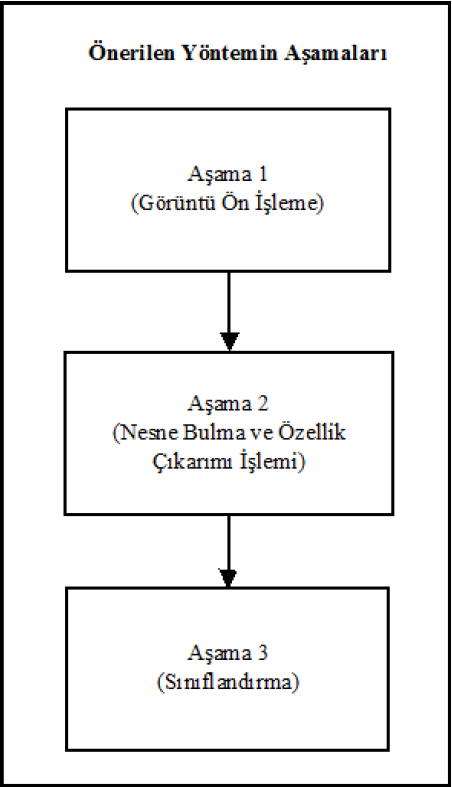 Önerilen Yöntemin Aşamaları
Aşama 1
(Görüntü Ön İşleme)
Aşama 2
(Nesne Bulma ve Özellik
Çıkarımı İşlemi)
Aşama 3
(Sınıflandırma)